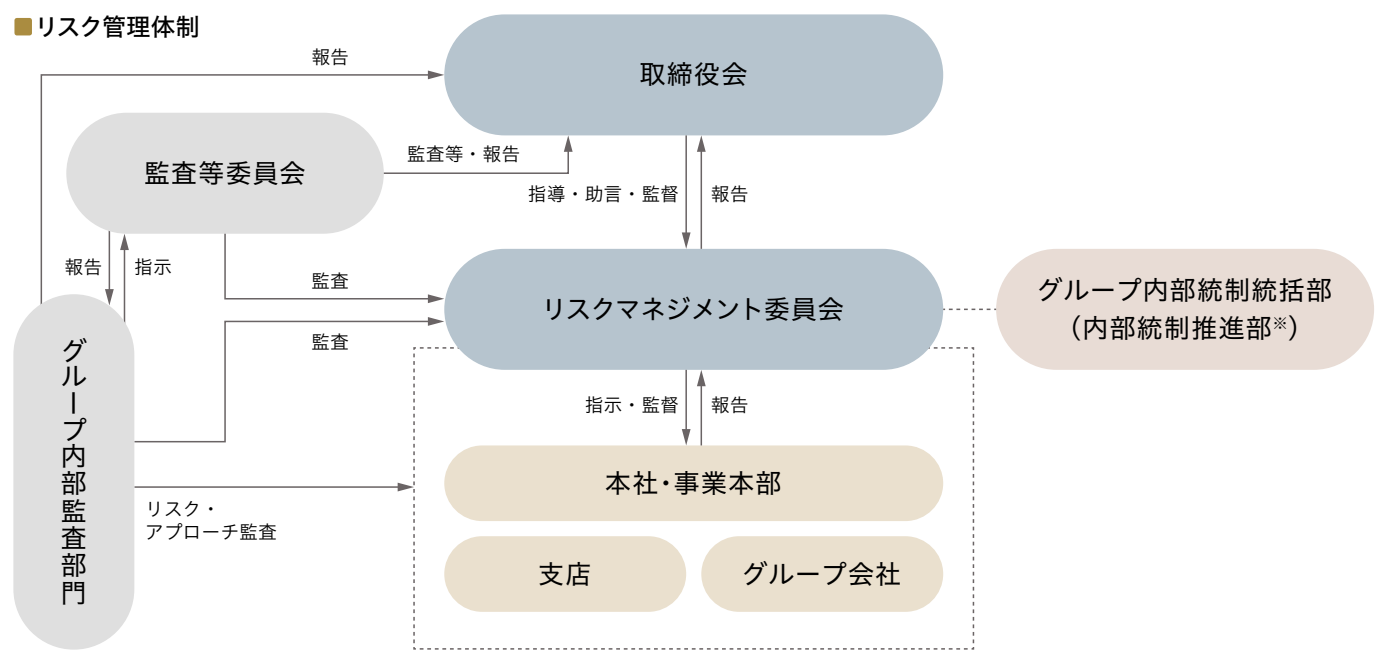 リスク管理体制
報告
取締役会
監査等委員会
監査等・報告
指導・助言・監督
報告
報告
指示
監査
リスクマネジメント委員会
グループ内部統制統括部
（内部統制推進部※）
監査
グループ内部監査部門
指示・監督
報告
本社・事業本部
リスク・
アプローチ監査
支店
グループ会社